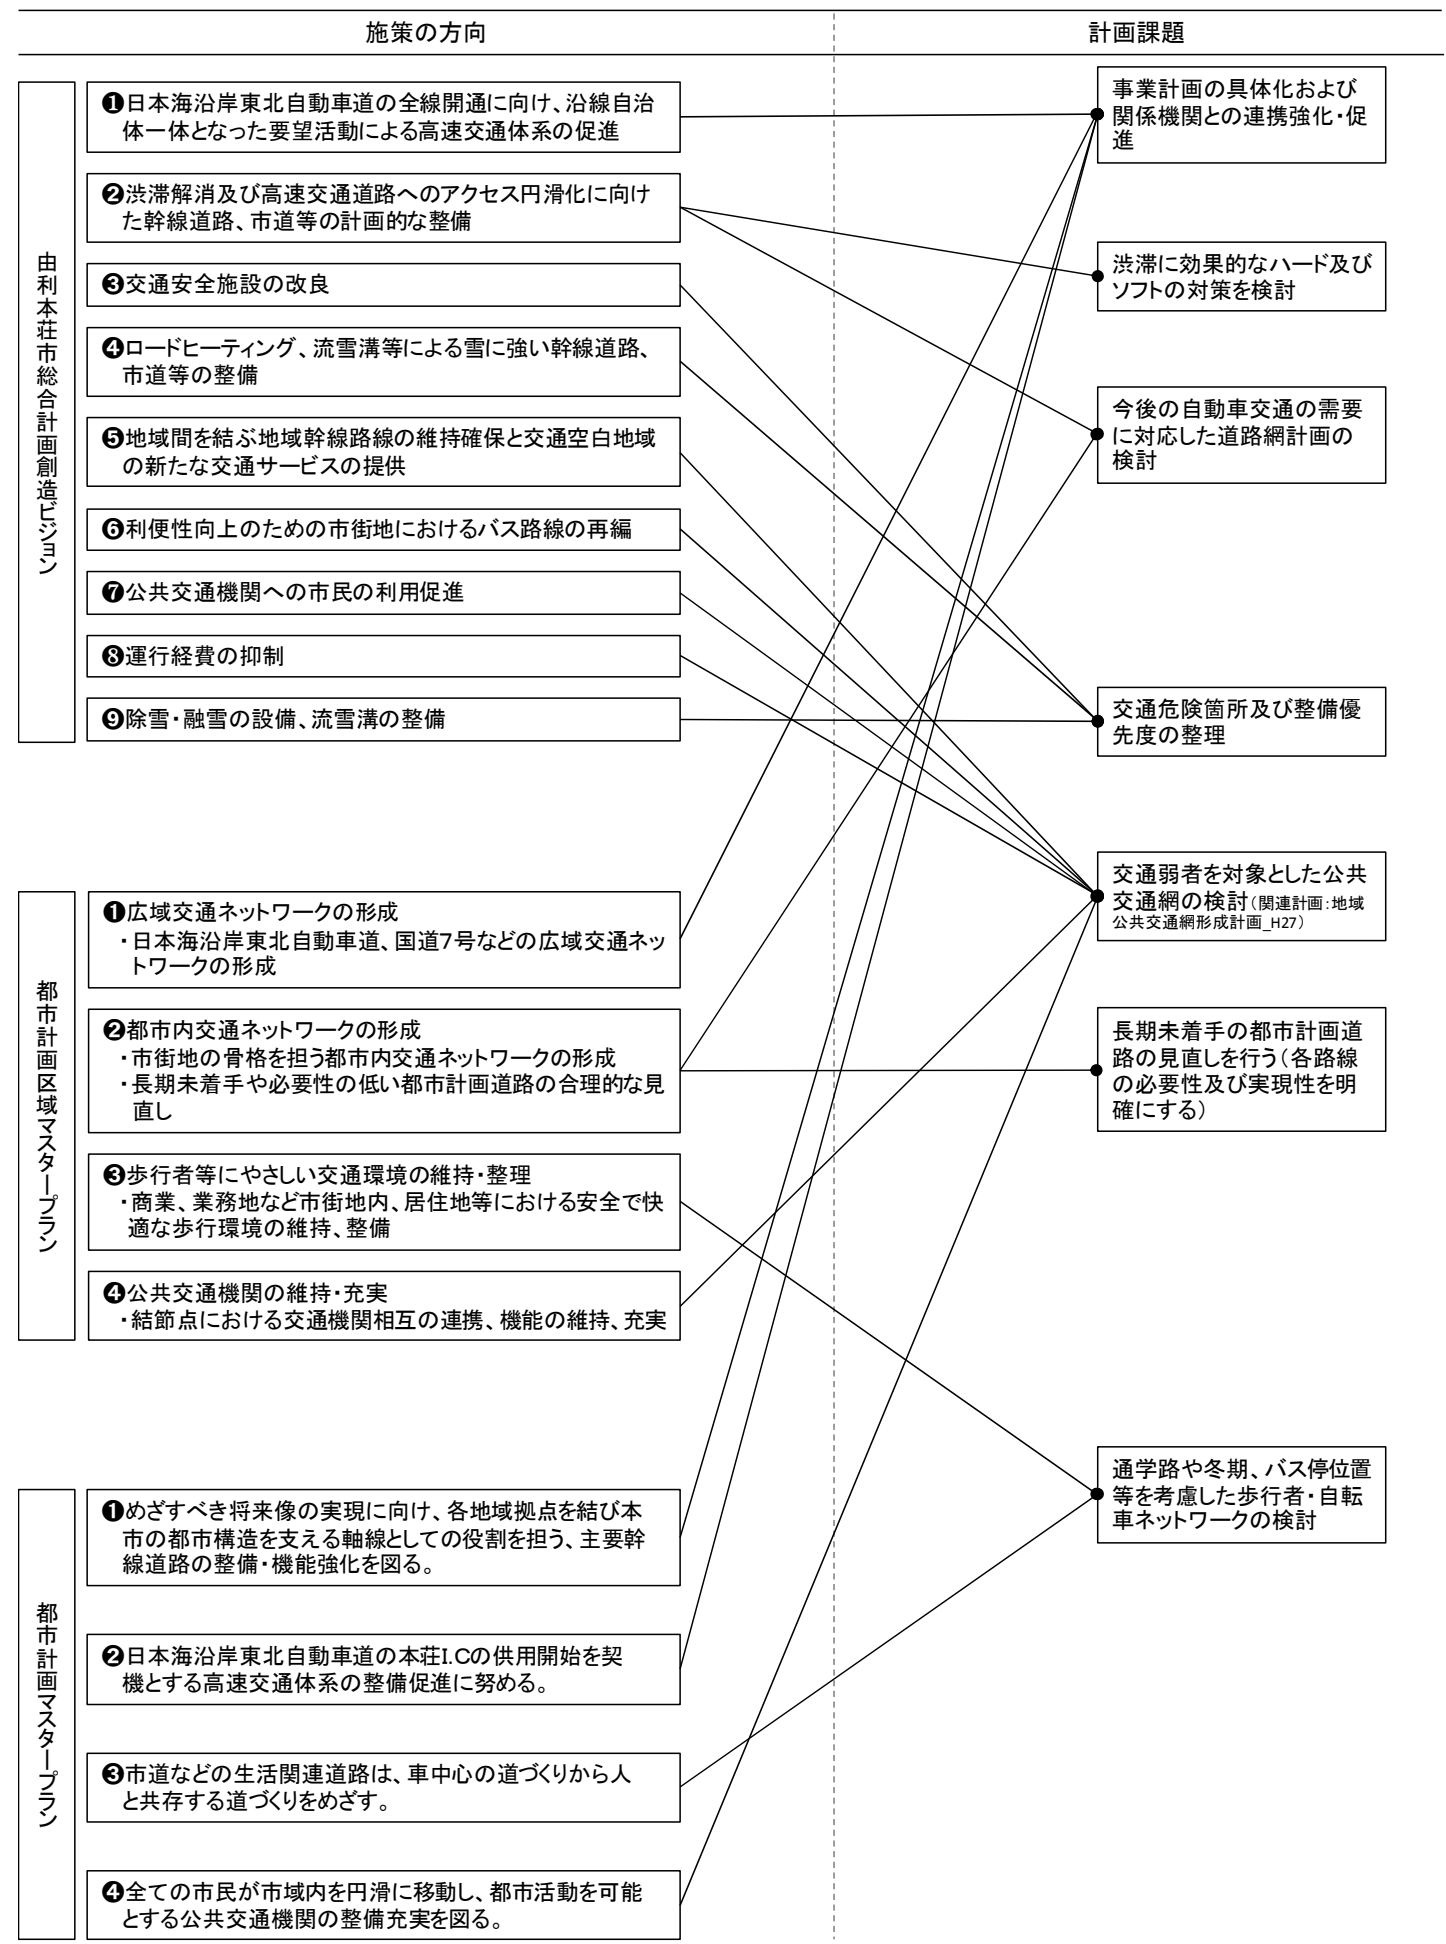 施策の方向
計画課題
由利本荘市総合計画創造ビジョン
❶日本海沿岸東北自動車道の全線開通に向け、沿線自治
体一体となった要望活動による高速交通体系の促進
❷渋滞解消及び高速交通道路へのアクセス円滑化に向け
た幹線道路、市道等の計画的な整備
❸交通安全施設の改良
❹ロードヒーティング、流雪溝等による雪に強い幹線道路、
市道等の整備
❺地域間を結ぶ地域幹線路線の維持確保と交通空白地域
の新たな交通サービスの提供
❻利便性向上のための市街地におけるバス路線の再編
❼公共交通機関への市民の利用促進
❽運行経費の抑制
❾除雪・融雪の設備、流雪溝の整備
都市計画区域マスタープラン
❶広域交通ネットワークの形成
・日本海沿岸東北自動車道、国道7号などの広域交通ネッ
トワークの形成
❷都市内交通ネットワークの形成
・市街地の骨格を担う都市内交通ネットワークの形成
・長期未着手や必要性の低い都市計画道路の合理的な見
直し
❸歩行者等にやさしい交通環境の維持・整理
・商業、業務地など市街地内、居住地等における安全で快
適な歩行環境の維持、整備
❹公共交通機関の維持・充実
・結節点における交通機関相互の連携、機能の維持、充実
都市計画マスタープラン
❶めざすべき将来像の実現に向け、各地域拠点を結び本
市の都市構造を支える軸線としての役割を担う、主要幹
線道路の整備・機能強化を図る。
❷日本海沿岸東北自動車道の本荘I.Cの供用開始を契
機とする高速交通体系の整備促進に努める。
❸市道などの生活関連道路は、車中心の道づくりから人
と共存する道づくりをめざす。
❹全ての市民が市域内を円滑に移動し、都市活動を可能
とする公共交通機関の整備充実を図る。
事業計画の具体化および
関係機関との連携強化・促
進
渋滞に効果的なハード及び
ソフトの対策を検討
今後の自動車交通の需要
に対応した道路網計画の
検討
交通危険箇所及び整備優
先度の整理
交通弱者を対象とした公共
交通網の検討（関連計画：地域
公共交通網形成計画_H27）
長期未着手の都市計画道
路の見直しを行う（各路線
の必要性及び実現性を明
確にする）
通学路や冬期、バス停位置
等を考慮した歩行者・自転
車ネットワークの検討